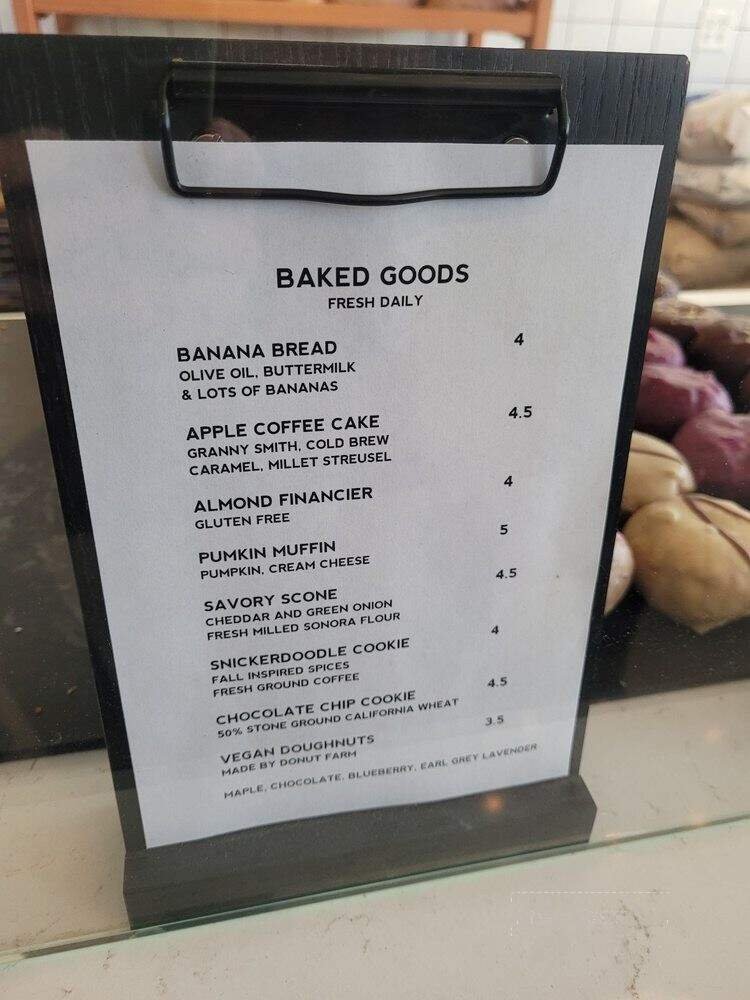 BAKED GOODS
FRESH DAILY
BANANA BREAD 4
OLIVE OIL, BUTTERMILK
& LOTS OF BANANAS
APPLE COFFEE CAKE 4.5
GRANNY SMITH, COLD BREW
CARAMEL, MILLET STREUSEL
ALMOND FINANCIER 4
GLUTEN FREE
PUMKIN MUFFIN 5
PUMPKIN, CREAM CHEESE
SAVORY SCONE 4.5
CHEDDAR AND GREEN ONION
FRESH MILLED SONORA FLOUR
SNICKERDOODLE COOKIE 4
FALL INSPIRED SPICES
FRESH GROUND COFFEE
CHOCOLATE CHIP COOKIE 4.5
50% STONE GROUND CALIFORNIA WHEAT
VEGAN DOUGHNUTS 3.5
MADE BY DONUT FARM
MAPLE, CHOCOLATE, BLUEBERRY, EARL GREY LAVENDER